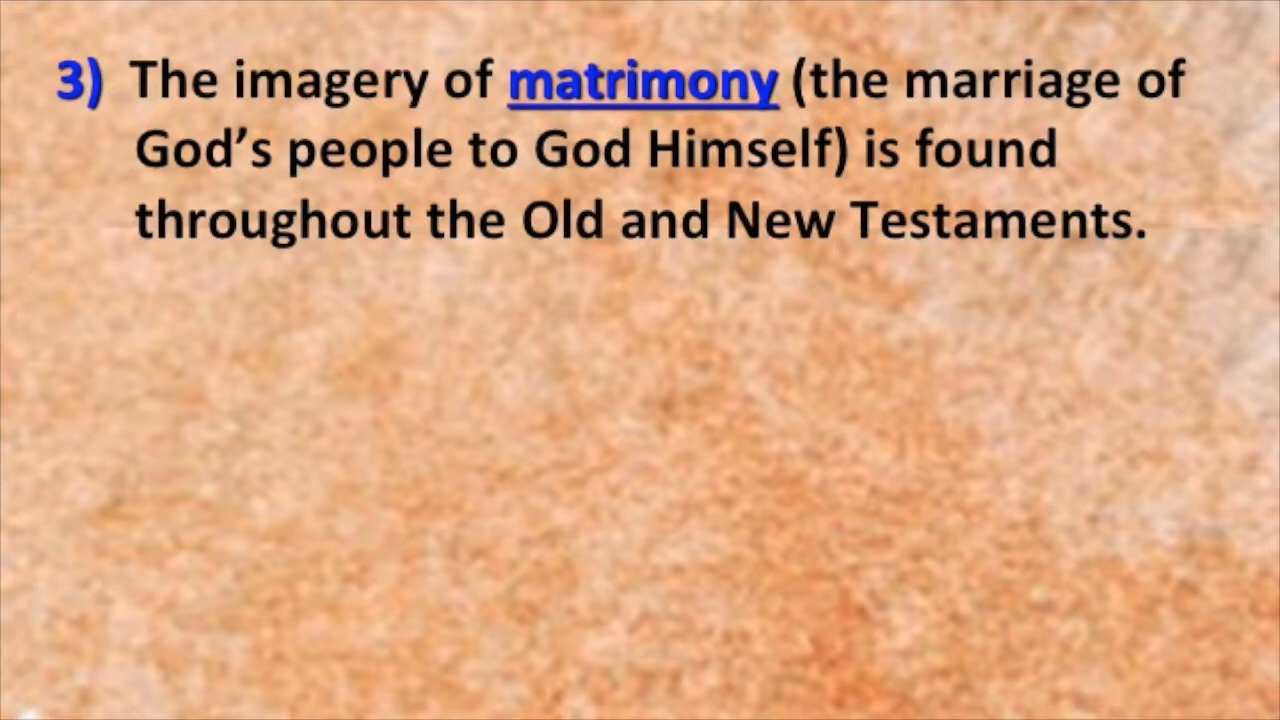 3) The imagery of matrimony (the marriage of
God’s people to God Himself) is found
throughout the Old and New Testaments.